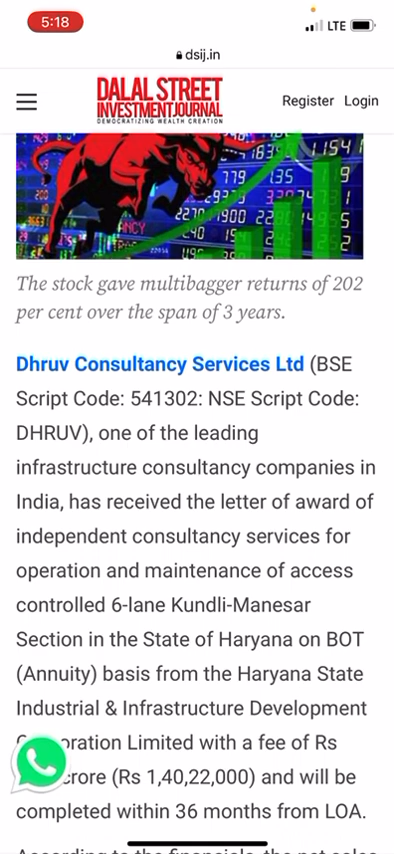 5:18
LTE
dsij.in
DALAL STREET
INVESTMENT JOURNAL
DEMOCRATIZING WEALTH CREATION
Register Login
The stock gave multibagger returns of 202
per cent over the span of 3 years.
Dhruv Consultancy Services Ltd (BSE
Script Code: 541302: NSE Script Code:
DHRUV), one of the leading
infrastructure consultancy companies in
India, has received the letter of award of
independent consultancy services for
operation and maintenance of access
controlled 6-lane Kundli-Manesar
Section in the State of Haryana on BOT
(Annuity) basis from the Haryana State
Industrial & Infrastructure Development
Limited with a fee of Rs
crore (Rs 1,40,22,000) and will be
completed within 36 months from LOA.